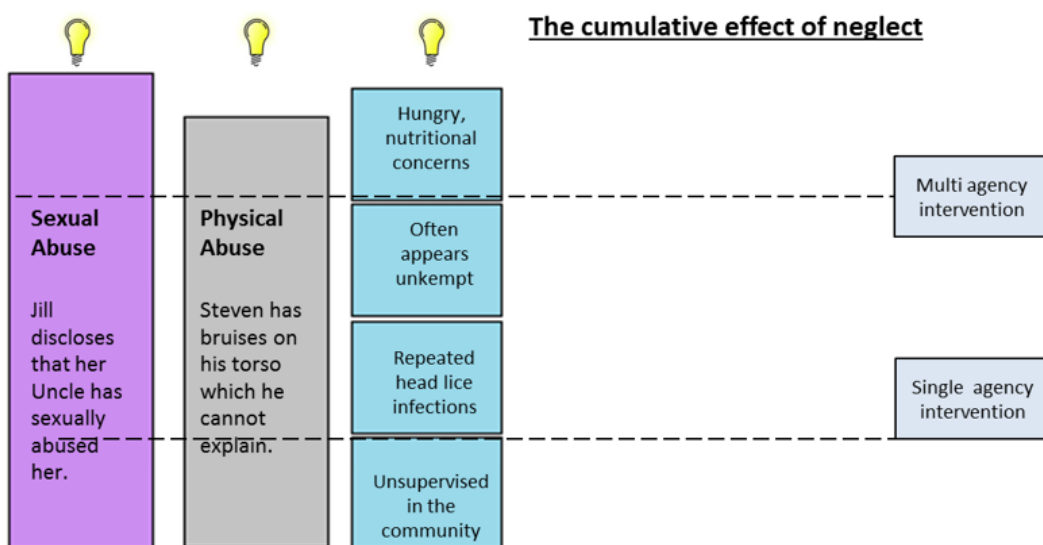 The cumulative effect of neglect
Sexual
Abuse
Jill
discloses
that her
Uncle has
sexually
abused
her.
Physical
Abuse
Steven has
bruises on
his torso
which he
cannot
explain.
Hungry,
nutritional
concerns
Often
appears
unkempt
Repeated
head lice
infections
Unsupervised
in the
community
Multi agency
intervention
Single agency
intervention